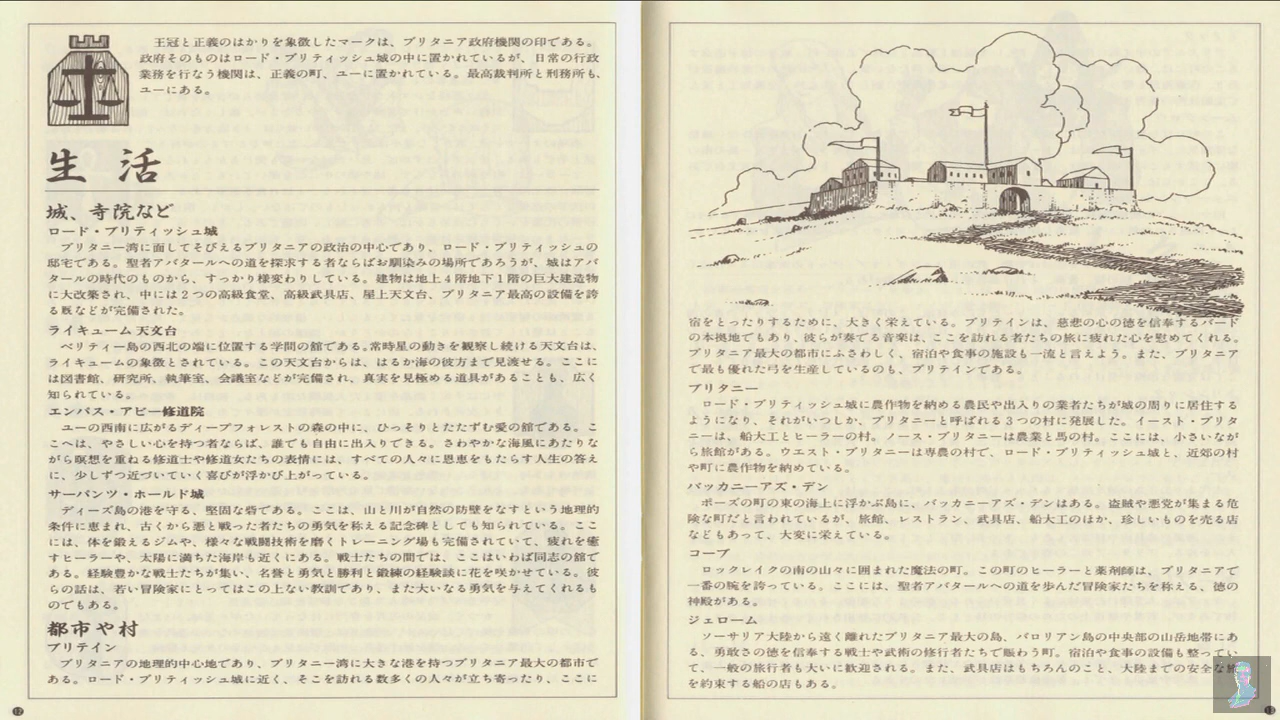 王冠と正義のはかりを象徴したマークは、ブリタニア政府機関の印である。
政府そのものはロード・ブリティッシュ城の中に置かれているが、日常の行政
業務を行なう機関は、正義の町、ユーに置かれている。最高裁判所と刑務所も、
ユーにある。
生活
城、寺院など
ロード・ブリティッシュ城
ブリタニー湾に面してそびえるブリタニアの政治の中心であり、ロード・ブリティッシュの
邸宅である。聖者アバタールへの道を探求する者ならばお馴染みの場所であろうが、城はアバ
タールの時代のものから、すっかり様変わりしている。建物は地上4階地下1階の巨大建造物
に大改築され、中には2つの高級食堂、高級武具店、屋上天文台、ブリタニア最高の設備を誇
る厩などが完備された。
ライキューム天文台
ベリティー島の西北の端に位置する学問の館である。常時星の動きを観察し続ける天文台は、
ライキュームの象徴とされている。この天文台からは、はるか海の彼方まで見渡せる。ここに
は図書館、研究所、執筆室、会議室などが完備され、真実を見極める道具があることも、広く
知られている。
エンパス・アビー修道院
ユーの西南に広がるディープフォレストの森の中に、ひっそりとたたずむ愛の館である。こ
こへは、やさしい心を持つ者ならば、誰でも自由に出入りできる。さわやかな海風にあたりな
がら瞑想を重ねる修道士や修道女たちの表情には、すべての人々に恩恵をもたらす人生の答え
に、少しずつ近づいていく喜びが浮かび上がっている。
サーパンツ・ホールド城
ディーズ島の港を守る、堅固な砦である。ここは、山と川が自然の防壁をなすという地理的
条件に恵まれ、古くから悪と戦った者たちの勇気を称える記念碑としても知られている。ここ
には、体を鍛えるジムや、様々な戦闘技術を磨くトレーニング場も完備されていて、疲れを癒
すヒーラーや、太陽に満ちた海岸も近くにある。戦士たちの間では、ここはいわば同志の館で
ある。経験豊かな戦士たちが集い、名誉と勇気と勝利と鍛練の経験談に花を咲かせている。彼
らの話は、若い冒険家にとってはこの上ない教訓であり、また大いなる勇気を与えてくれるも
のでもある。
都市や村
ブリテイン
ブリタニアの地理的中心地であり、ブリタニー湾に大きな港を持つブリタニア最大の都市で
ある。ロード・ブリティッシュ城に近く、そこを訪れる数多くの人々が立ち寄ったり、ここに
12
宿をとったりするために、大きく栄えている。ブリテインは、慈悲の心の徳を信奉するバード
の本拠地でもあり、彼らが奏でる音楽は、ここを訪れる者たちの旅に疲れた心を慰めてくれる。
ブリタニア最大の都市にふさわしく、宿泊や食事の施設も一流と言えよう。また、ブリタニア
で最も優れた弓を生産しているのも、ブリテインである。
ブリタニー
ロード・ブリティッシュ城に農作物を納める農民や出入りの業者たちが城の周りに居住する
ようになり、それがいつしか、ブリタニーと呼ばれる3つの村に発展した。イースト・ブリタ
ニーは、船大工とヒーラーの村。ノース・ブリタニーは農業と馬の村。ここには、小さいなが
ら旅館がある。ウエスト・ブリタニーは専農の村で、ロード・ブリティッシュ城と、近郊の村
や町に農作物を納めている。
バッカニーアズ・デン
ポーズの町の東の海上に浮かぶ島に、バッカニーアズ・デンはある。盗賊や悪党が集まる危
険な町だと言われているが、旅館、レストラン、武具店、船大工のほか、珍しいものを売る店
などもあって、大変に栄えている。
コーブ
ロックレイクの南の山々に囲まれた魔法の町。この町のヒーラーと薬剤師は、ブリタニアで
一番の腕を誇っている。ここには、聖者アバタールへの道を歩んだ冒険家たちを称える、徳の
神殿がある。
ジェローム
ソーサリア大陸から遠く離れたブリタニア最大の島、バロリアン島の中央部の山岳地帯にあ
る、勇敢さの徳を信奉する戦士や武術の修行者たちで賑わう町。宿泊や食事の設備も整ってい
て、一般の旅行者も大いに歓迎される。また、武具店はもちろんのこと、大陸までの安全な旅
を約束する船の店もある。
13